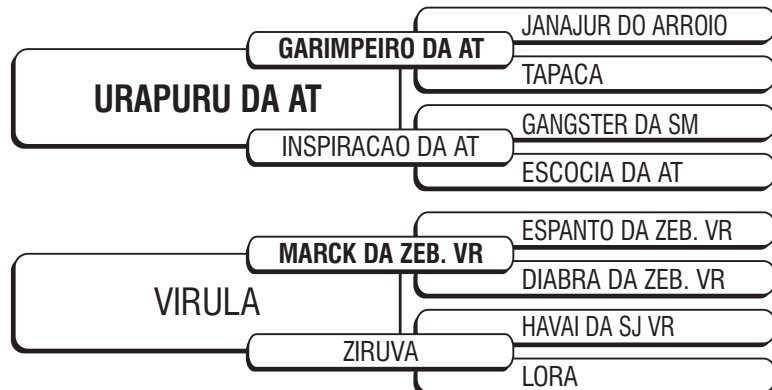 JANAJUR DO ARROIO
GARIMPEIRO DA AT
TAPACA
URAPURU DA AT
GANGSTER DA SM
INSPIRACAO DA AT
ESCOCIA DA AT
ESPANTO DA ZEB. VR
MARCK DA ZEB. VR
DIABRA DA ZEB. VR
VIRULA
HAVAI DA SJ VR
ZIRUVA
LORA